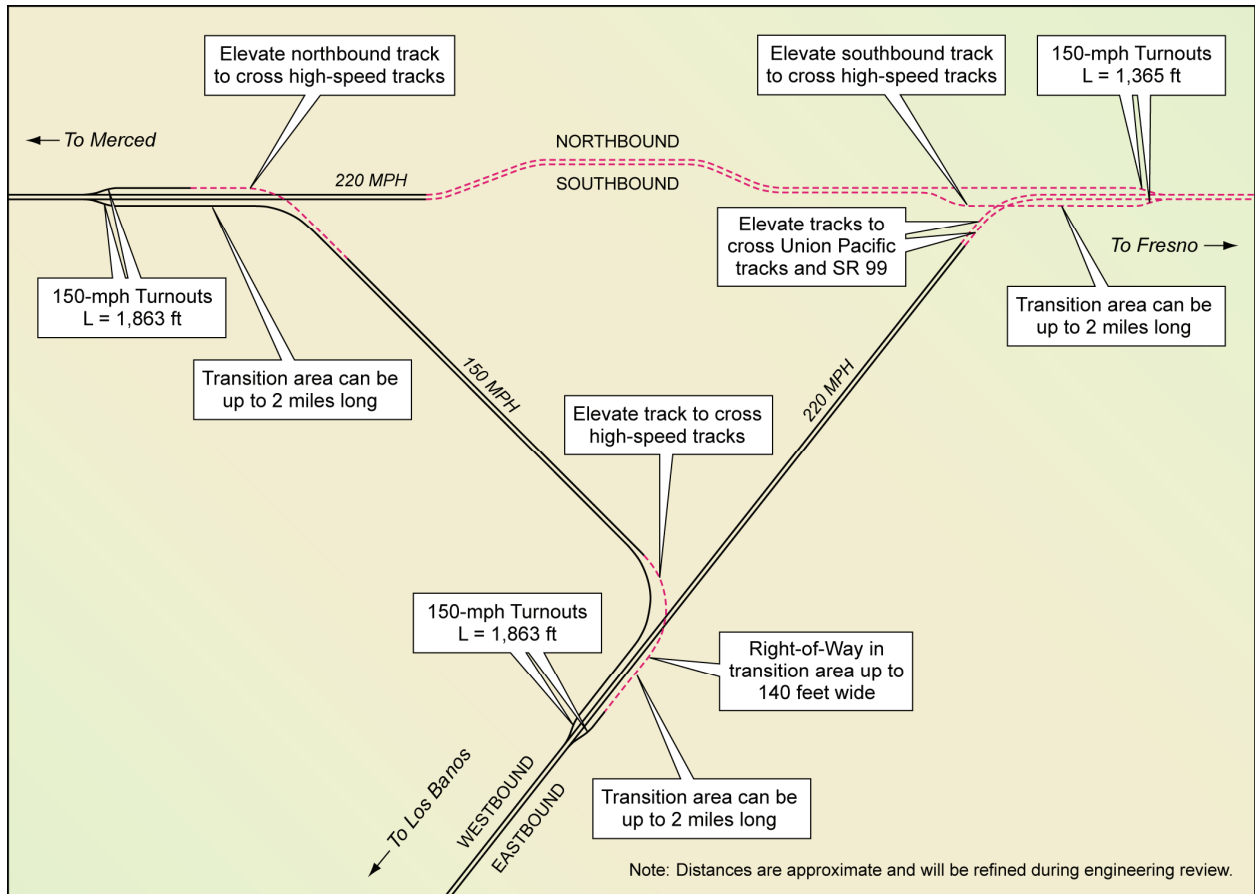 Elevate northbound track
to cross high-speed tracks
Elevate southbound track
to cross high-speed tracks
150-mph Turnouts
L = 1,365 ft
To Merced
NORTHBOUND
SOUTHBOUND
220 MPH
Elevate tracks to
cross Union Pacific
tracks and SR 99
To Fresno
150-mph Turnouts
L = 1,863 ft
Transition area can be
up to 2 miles long
Transition area can be
up to 2 miles long
150 MPH
220 MPH
Elevate track to cross
high-speed tracks
150-mph Turnouts
L = 1,863 ft
Right-of-Way in
transition area up to
140 feet wide
To Los Banos
WESTBOUND
EASTBOUND
Transition area can be
up to 2 miles long
Note: Distances are approximate and will be refined during engineering review.